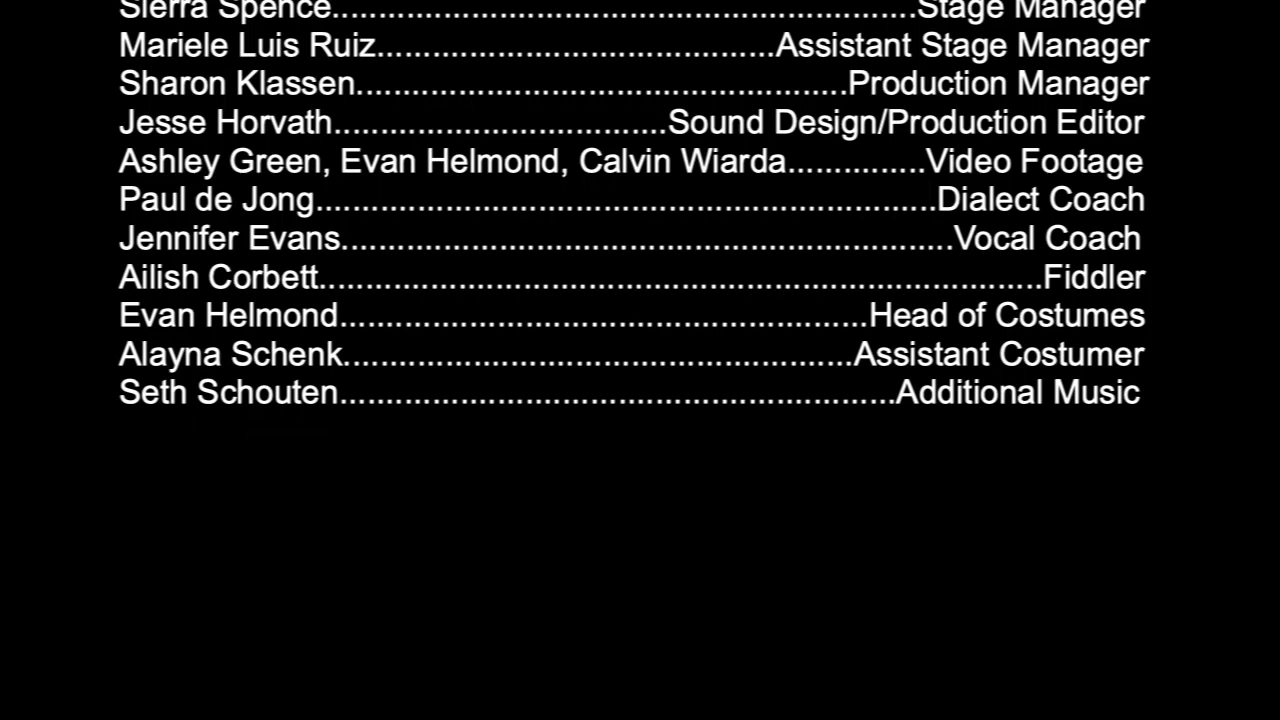 Sierra Spence..............................................................Stage Manager
Mariele Luis Ruiz..........................................Assistant Stage Manager
Sharon Klassen....................................................Production Manager
Jesse Horvath....................................Sound Design/Production Editor
Ashley Green, Evan Helmond, Calvin Wiarda...............Video Footage
Paul de Jong..................................................................Dialect Coach
Jennifer Evans.................................................................Vocal Coach
Ailish Corbett.............................................................................Fiddler
Evan Helmond........................................................Head of Costumes
Alayna Schenk......................................................Assistant Costumer
Seth Schouten...........................................................Additional Music